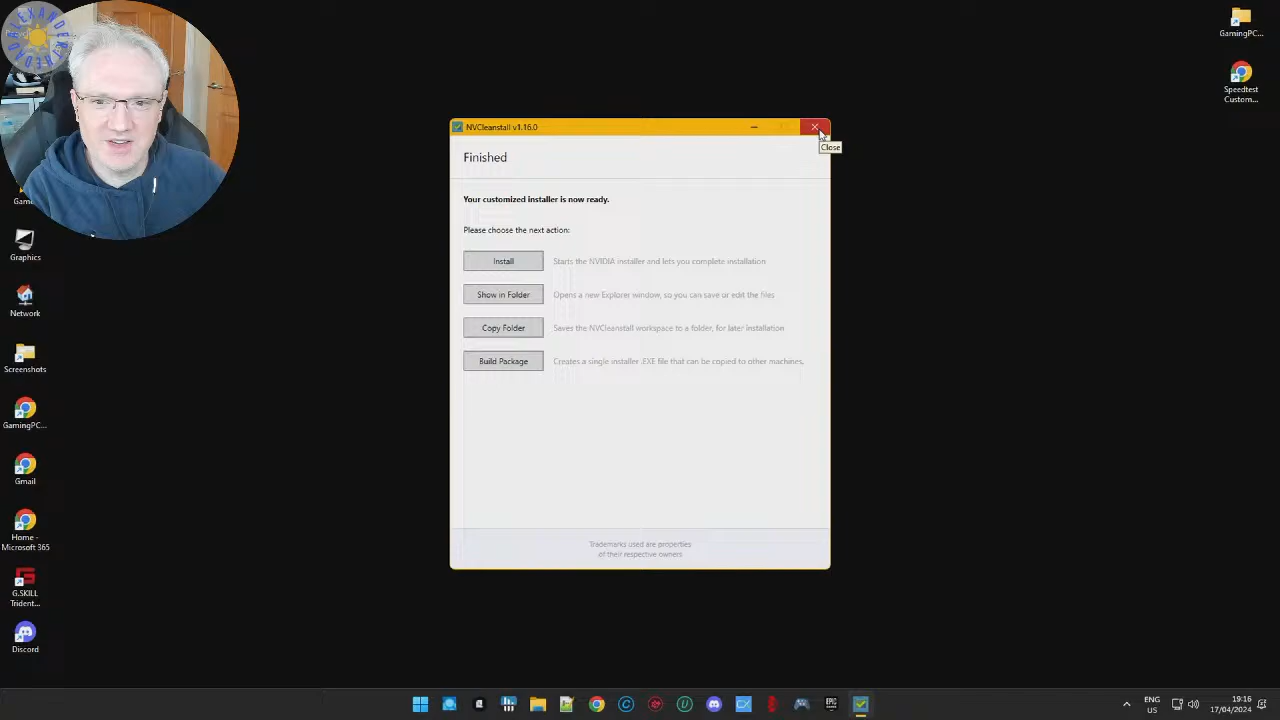 GamingPC...
Speedtest
Custom...
NVCleanstall v1.16.0
Close
Finished
Your customized installer is now ready.
Please choose the next action:
Install
Starts the NVIDIA installer and lets you complete installation
Show in Folder
Opens a new Explorer window, so you can save or edit the files
Copy Folder
Saves the NVCleanstall workspace to a folder, for later installation
Build Package
Creates a single installer .EXE file that can be copied to other machines.
Trademarks used are properties
of their respective owners
Graphics
Network
Screenshots
GamingPC...
Gmail
Home -
Microsoft 365
G.SKILL
Trident...
Discord
ENG
US
19:16
17/04/2024